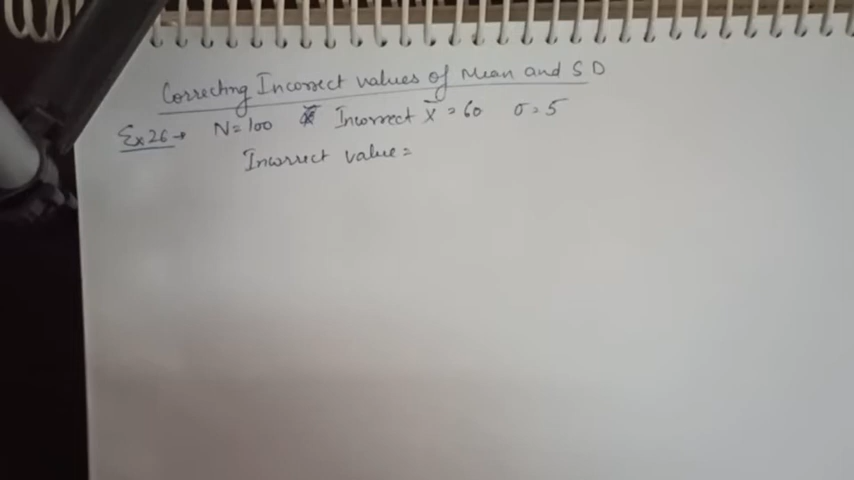 Correcting Incorrect values of Mean and S D
Ex 26 → N = 100 Incorrect X̄ = 60 σ = 5
Incorrect value =